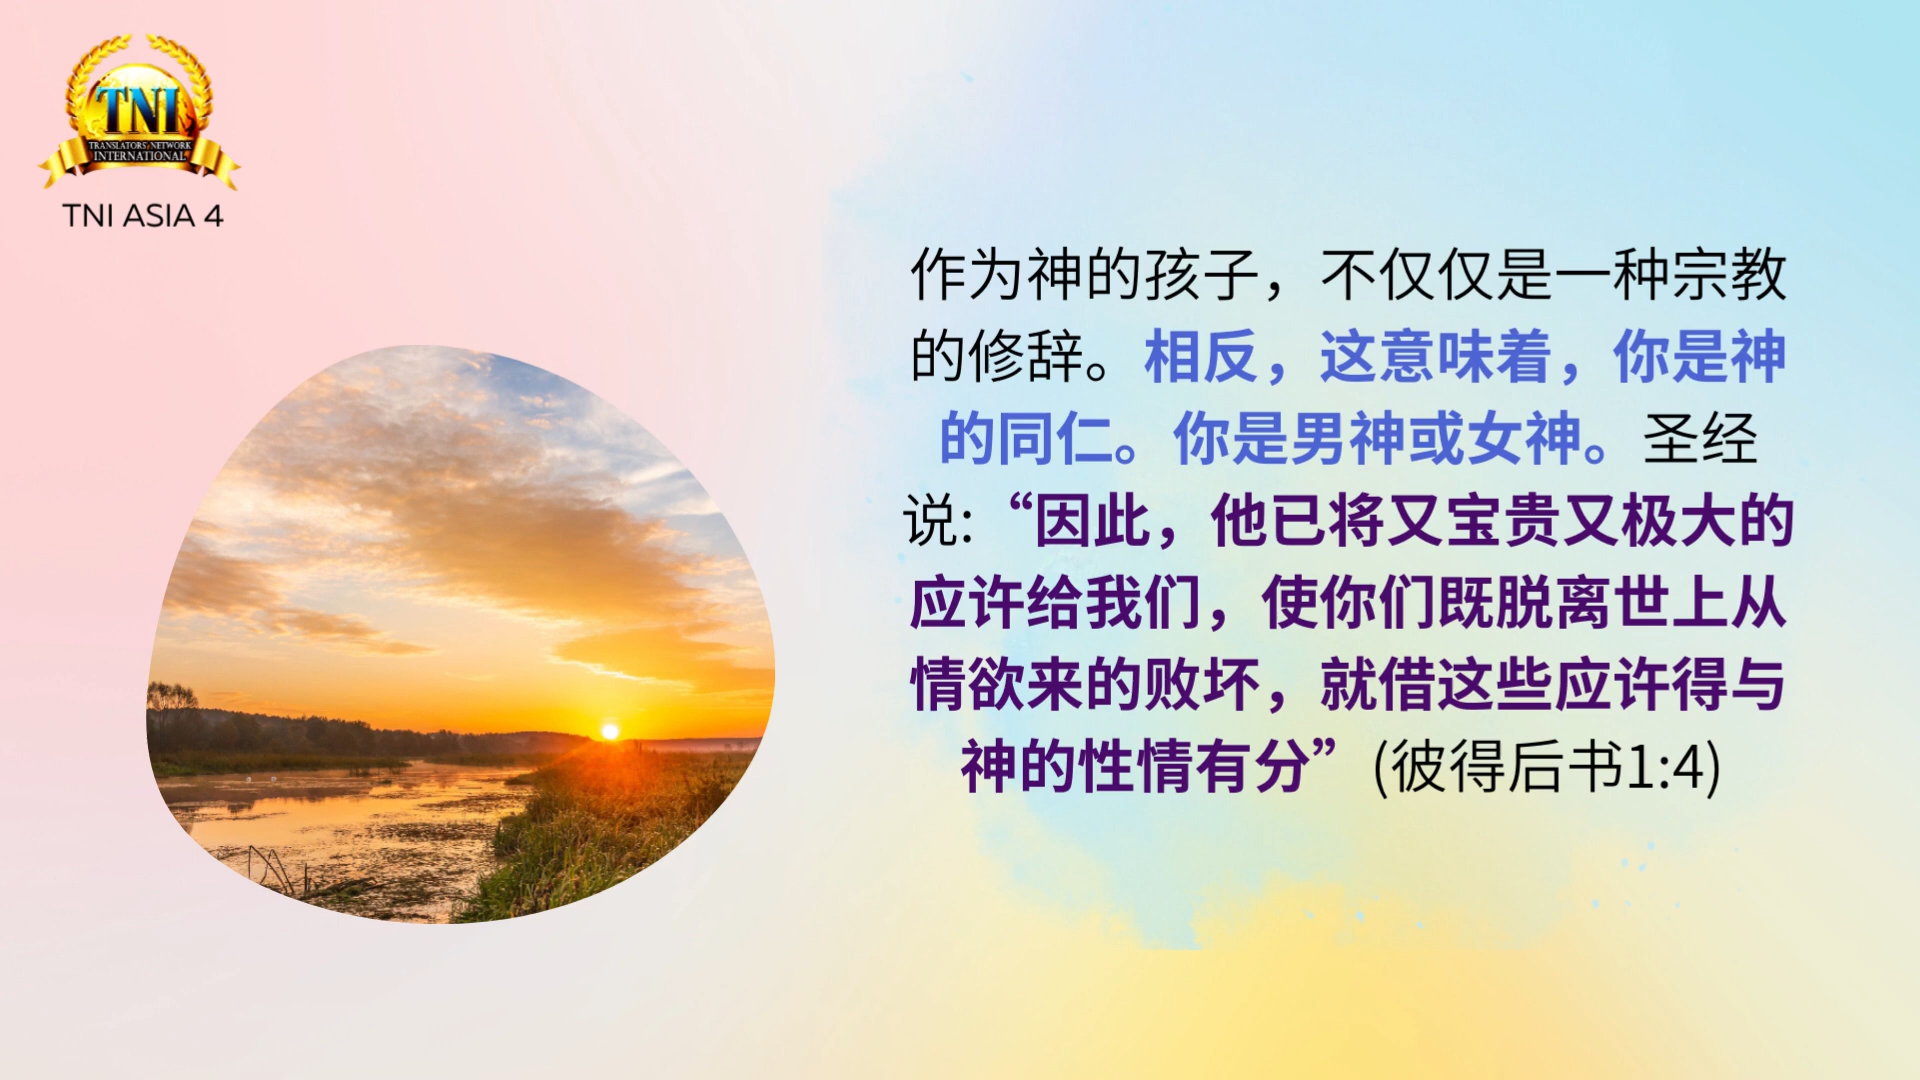 TNI
TRANSLATORS NETWORK
INTERNATIONAL
TNI ASIA 4
作为神的孩子，不仅仅是一种宗教
的修辞。相反，这意味着，你是神
的同仁。你是男神或女神。圣经
说:“因此，他已将又宝贵又极大的
应许给我们，使你们既脱离世上从
情欲来的败坏，就借这些应许得与
神的性情有分”(彼得后书1:4)